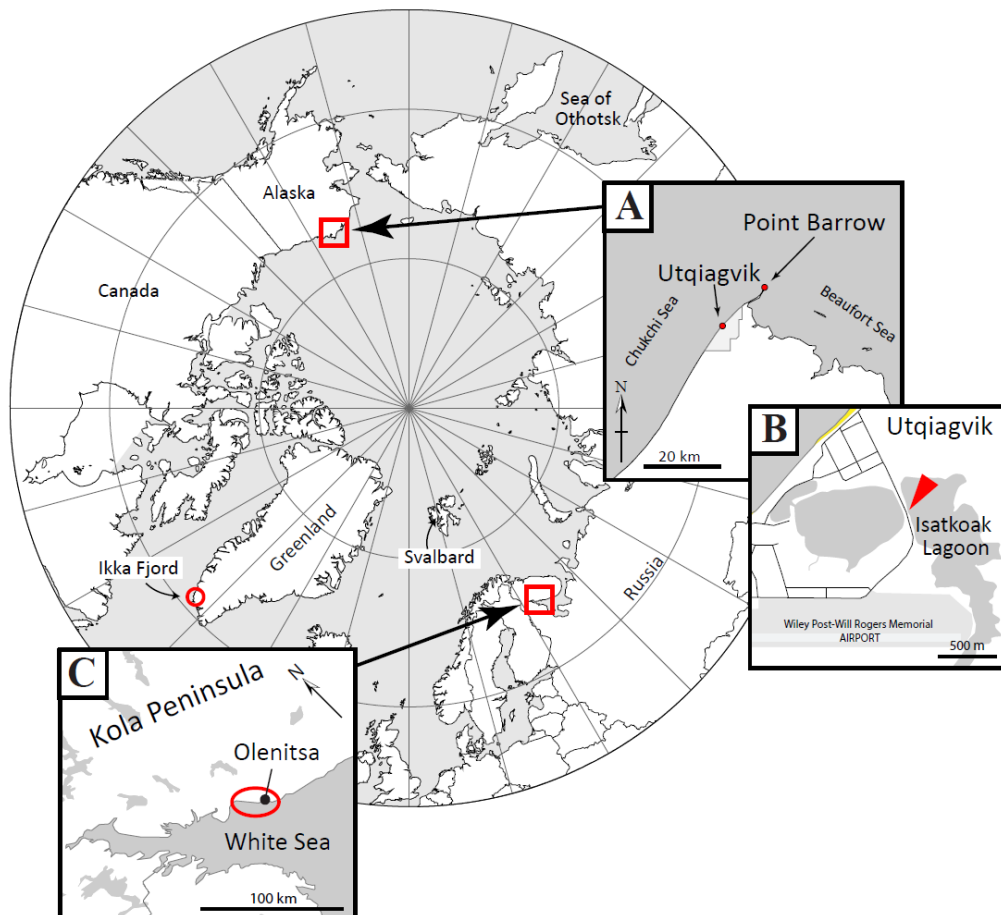 Sea of
Othotsk
Alaska
Canada
Greenland
Ikka Fjord
Svalbard
Russia
A
Point Barrow
Utqiagvik
Chukchi Sea
Beaufort Sea
N
20 km
B
Utqiagvik
Isatkoak
Lagoon
Wiley Post-Will Rogers Memorial
AIRPORT
500 m
C
Kola Peninsula
N
Olenitsa
White Sea
100 km